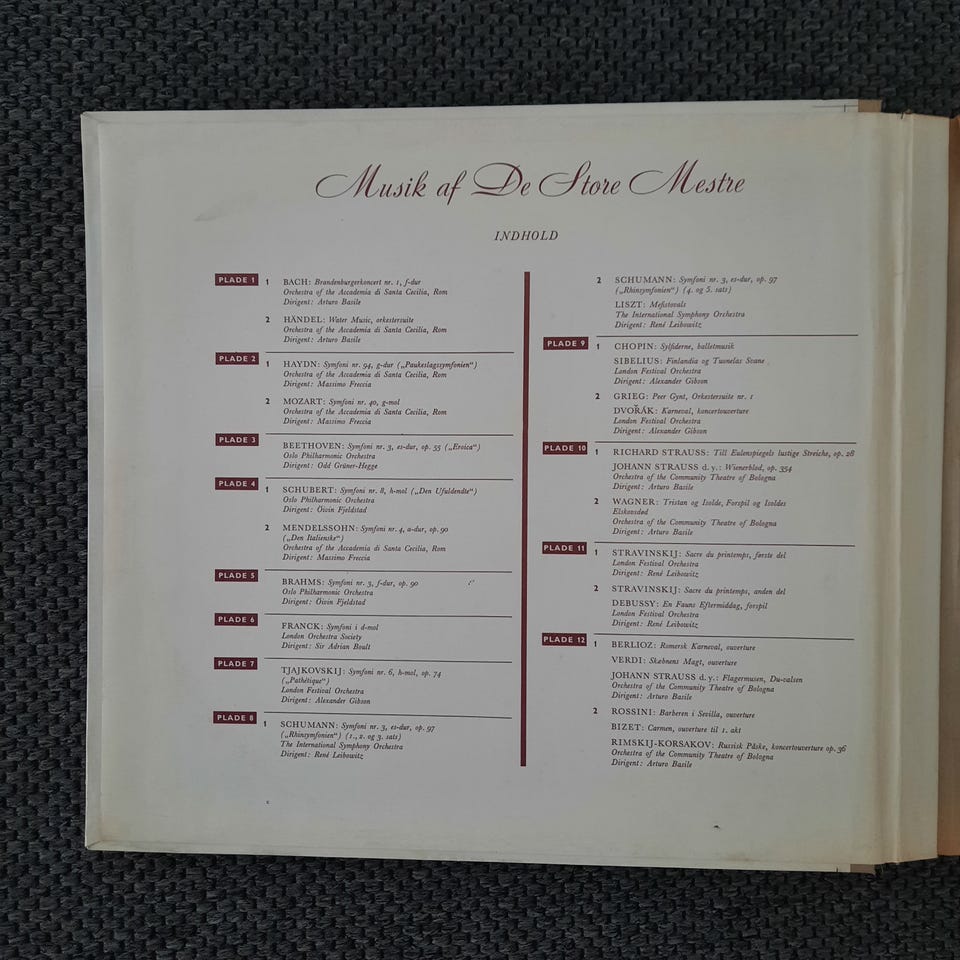 Musik af De Store Mestre
INDHOLD
PLADE 1 1 BACH: Brandenburgerkoncert nr. 1, f-dur
Orchestra of the Accademia di Santa Cecilia, Rom
Dirigent: Arturo Basile
2 HÄNDEL: Water Music, orkestersuite
Orchestra of the Accademia di Santa Cecilia, Rom
Dirigent: Arturo Basile
PLADE 2 1 HAYDN: Symfoni nr. 94, g-dur („Paukeslagssymfonien“)
Orchestra of the Accademia di Santa Cecilia, Rom
Dirigent: Massimo Freccia
2 MOZART: Symfoni nr. 40, g-mol
Orchestra of the Accademia di Santa Cecilia, Rom
Dirigent: Massimo Freccia
PLADE 3 BEETHOVEN: Symfoni nr. 3, es-dur, op. 55 („Eroica“)
Oslo Philharmonic Orchestra
Dirigent: Odd Grüner-Hegge
PLADE 4 1 SCHUBERT: Symfoni nr. 8, h-mol („Den Ufuldendte“)
Oslo Philharmonic Orchestra
Dirigent: Öivin Fjeldstad
2 MENDELSSOHN: Symfoni nr. 4, a-dur, op. 90
(„Den Italienske“)
Orchestra of the Accademia di Santa Cecilia, Rom
Dirigent: Massimo Freccia
PLADE 5 BRAHMS: Symfoni nr. 3, f-dur, op. 90
Oslo Philharmonic Orchestra
Dirigent: Öivin Fjeldstad
PLADE 6 FRANCK: Symfoni i d-mol
London Orchestra Society
Dirigent: Sir Adrian Boult
PLADE 7 TJAJKOVSKIJ: Symfoni nr. 6, h-mol, op. 74
(„Pathétique“)
London Festival Orchestra
Dirigent: Alexander Gibson
PLADE 8 1 SCHUMANN: Symfoni nr. 3, es-dur, op. 97
(„Rhinsymfonien“) (1., 2. og 3. sats)
The International Symphony Orchestra
Dirigent: René Leibowitz
2 SCHUMANN: Symfoni nr. 3, es-dur, op. 97
(„Rhinsymfonien“) (4. og 5. sats)
LISZT: Mefistovals
The International Symphony Orchestra
Dirigent: René Leibowitz
PLADE 9 1 CHOPIN: Sylfiderne, balletmusik
SIBELIUS: Finlandia og Tuonelas Svane
London Festival Orchestra
Dirigent: Alexander Gibson
2 GRIEG: Peer Gynt, Orkestersuite nr. 1
DVOŘÁK: Karneval, koncertouverture
London Festival Orchestra
Dirigent: Alexander Gibson
PLADE 10 1 RICHARD STRAUSS: Till Eulenspiegels lustige Streiche, op. 28
JOHANN STRAUSS d. y.: Wienerblod, op. 354
Orchestra of the Community Theatre of Bologna
Dirigent: Arturo Basile
2 WAGNER: Tristan og Isolde, Forspil og Isoldes
Elskovsdød
Orchestra of the Community Theatre of Bologna
Dirigent: Arturo Basile
PLADE 11 1 STRAVINSKIJ: Sacre du printemps, første del
London Festival Orchestra
Dirigent: René Leibowitz
2 STRAVINSKIJ: Sacre du printemps, anden del
DEBUSSY: En Fauns Eftermiddag, forspil
London Festival Orchestra
Dirigent: René Leibowitz
PLADE 12 1 BERLIOZ: Romersk Karneval, ouverture
VERDI: Skæbnens Magt, ouverture
JOHANN STRAUSS d. y.: Flagermusen, Du-valsen
Orchestra of the Community Theatre of Bologna
Dirigent: Arturo Basile
2 ROSSINI: Barberen i Sevilla, ouverture
BIZET: Carmen, ouverture til 1. akt
RIMSKIJ-KORSAKOV: Russisk Påske, koncertouverture op. 36
Orchestra of the Community Theatre of Bologna
Dirigent: Arturo Basile